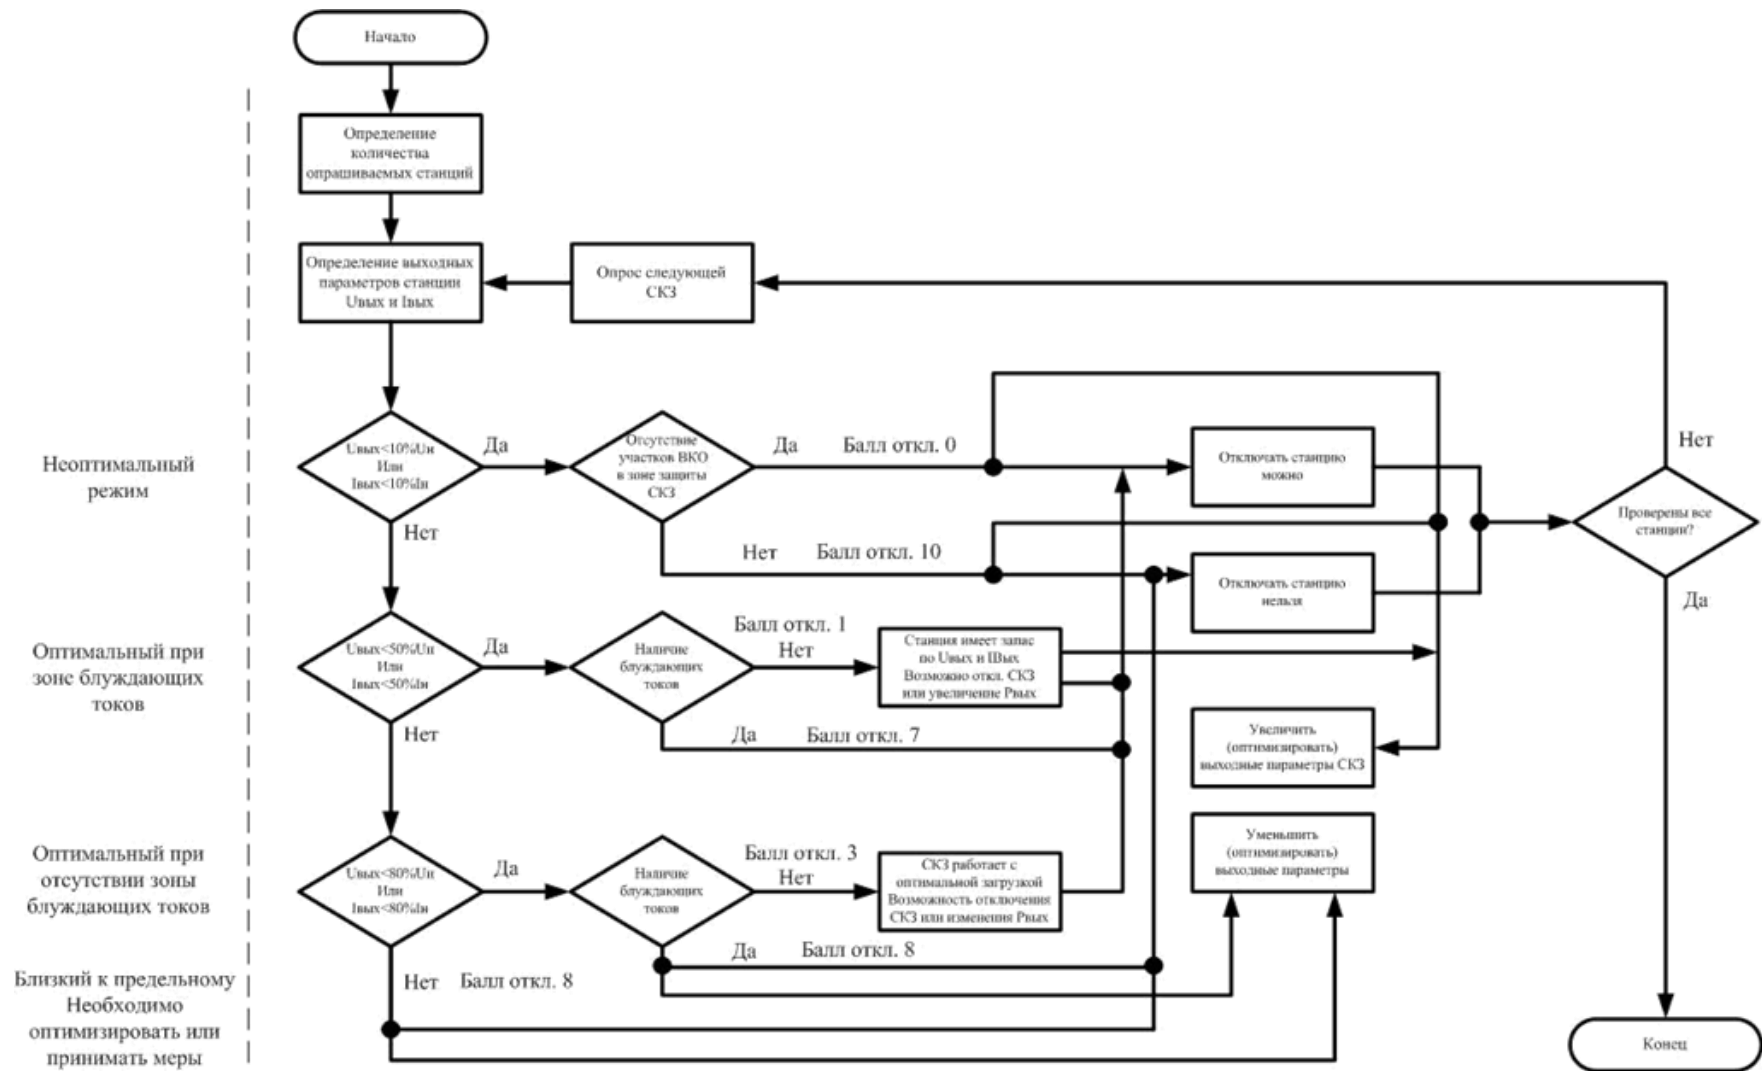 Начало
Определение
количества
опрашиваемых станций
Определение выходных
параметров станции
Uвых и Iвых
Опрос следующей
СКЗ
Неоптимальный
режим
Uвых<10%Uн
Или
Iвых<10%Iн
Да
Нет
Отсутствие
участков ВКО
в зоне защиты
СКЗ
Да Балл откл. 0
Нет Балл откл. 10
Отключать станцию
можно
Отключать станцию
нельзя
Нет
Проверены все
станции?
Да
Оптимальный при
зоне блуждающих
токов
Uвых<50%Uн
Или
Iвых<50%Iн
Да
Нет
Наличие
блуждающих
токов
Балл откл. 1
Нет
Да Балл откл. 7
Станция имеет запас
по Uвых и IВых
Возможно откл. СКЗ
или увеличение Рвых
Увеличить
(оптимизировать)
выходные параметры СКЗ
Оптимальный при
отсутствии зоны
блуждающих токов
Uвых<80%Uн
Или
Iвых<80%Iн
Да
Наличие
блуждающих
токов
Балл откл. 3
Нет
Да Балл откл. 8
СКЗ работает с
оптимальной загрузкой
Возможность отключения
СКЗ или изменения Рвых
Уменьшить
(оптимизировать)
выходные параметры
Близкий к предельному
Необходимо
оптимизировать или
принимать меры
Нет Балл откл. 8
Конец